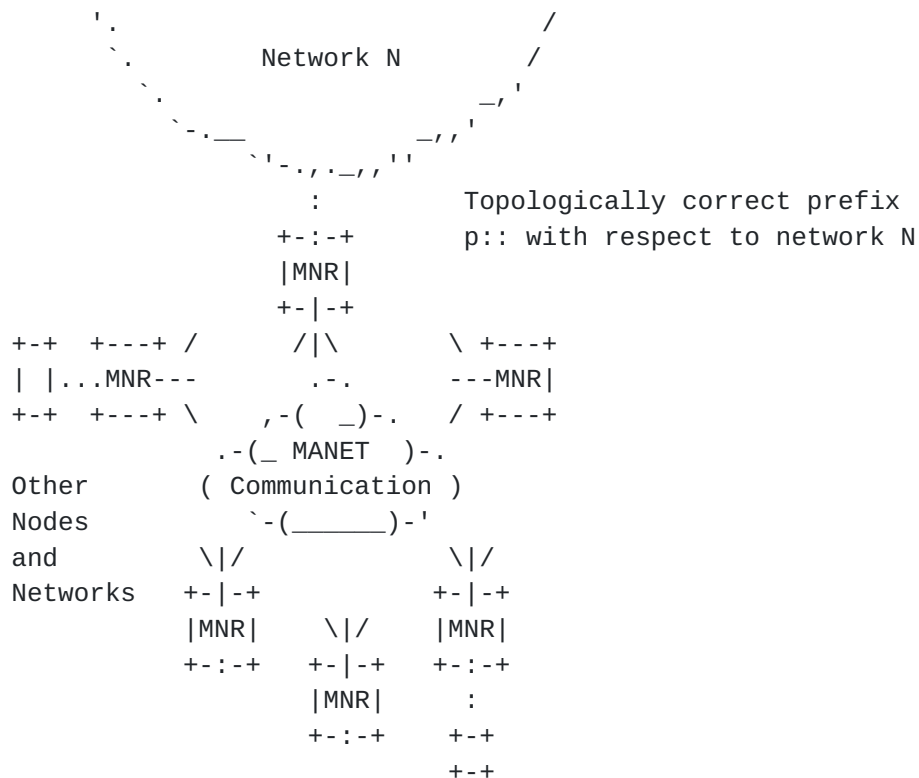 Network N
Topologically correct prefix
p:: with respect to network N
MNR
MNR MNR
MANET
Other Communication
Nodes
and
Networks
MNR MNR
MNR